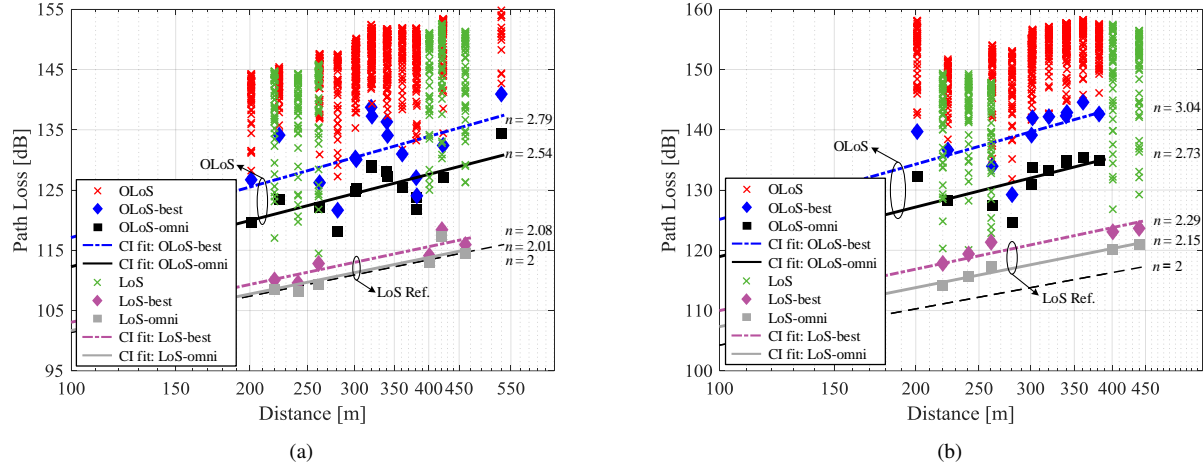 155
145
135
125
115
105
95
Path Loss [dB]
n = 2.79
n = 2.54
n = 2.08
n = 2.01
n = 2
OLoS
LoS Ref.
OLoS
OLoS-best
OLoS-omni
CI fit: OLoS-best
CI fit: OLoS-omni
LoS
LoS-best
LoS-omni
CI fit: LoS-best
CI fit: LoS-omni
100 150 200 250 300 350 400 450 550
Distance [m]
(a)
160
150
140
130
120
110
100
Path Loss [dB]
n = 3.04
n = 2.73
n = 2.29
n = 2.15
n = 2
OLoS
LoS Ref.
OLoS
OLoS-best
OLoS-omni
CI fit: OLoS-best
CI fit: OLoS-omni
LoS
LoS-best
LoS-omni
CI fit: LoS-best
CI fit: LoS-omni
100 150 200 250 300 350 400 450
Distance [m]
(b)